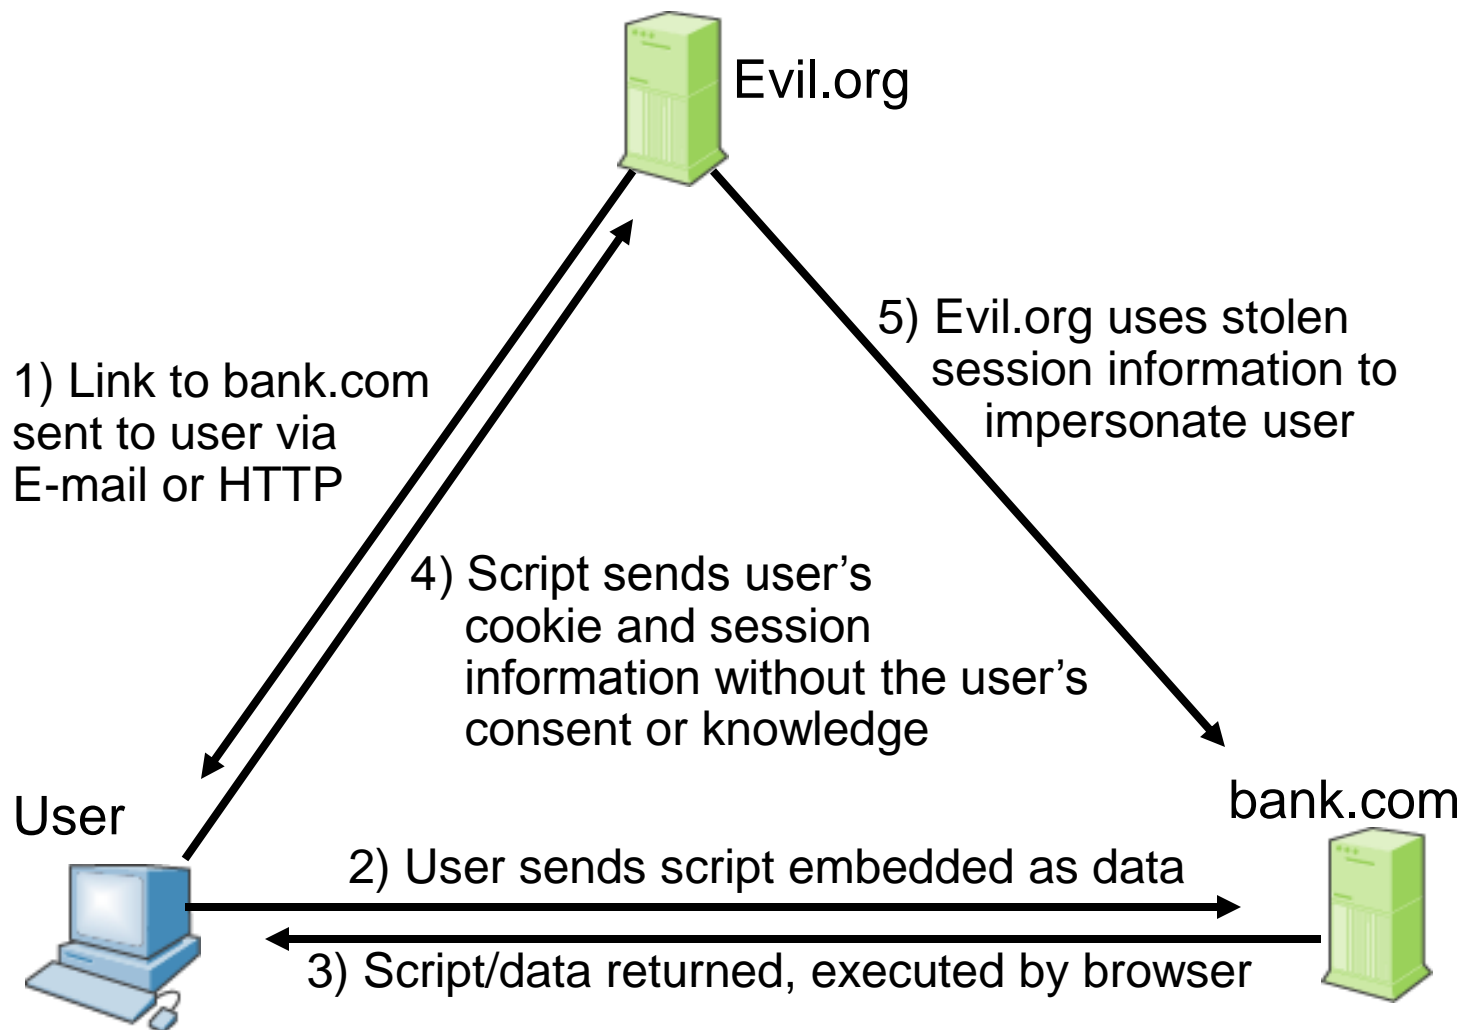 Evil.org
5) Evil.org uses stolen
session information to
impersonate user
1) Link to bank.com
sent to user via
E-mail or HTTP
4) Script sends user’s
cookie and session
information without the user’s
consent or knowledge
User
bank.com
2) User sends script embedded as data
3) Script/data returned, executed by browser